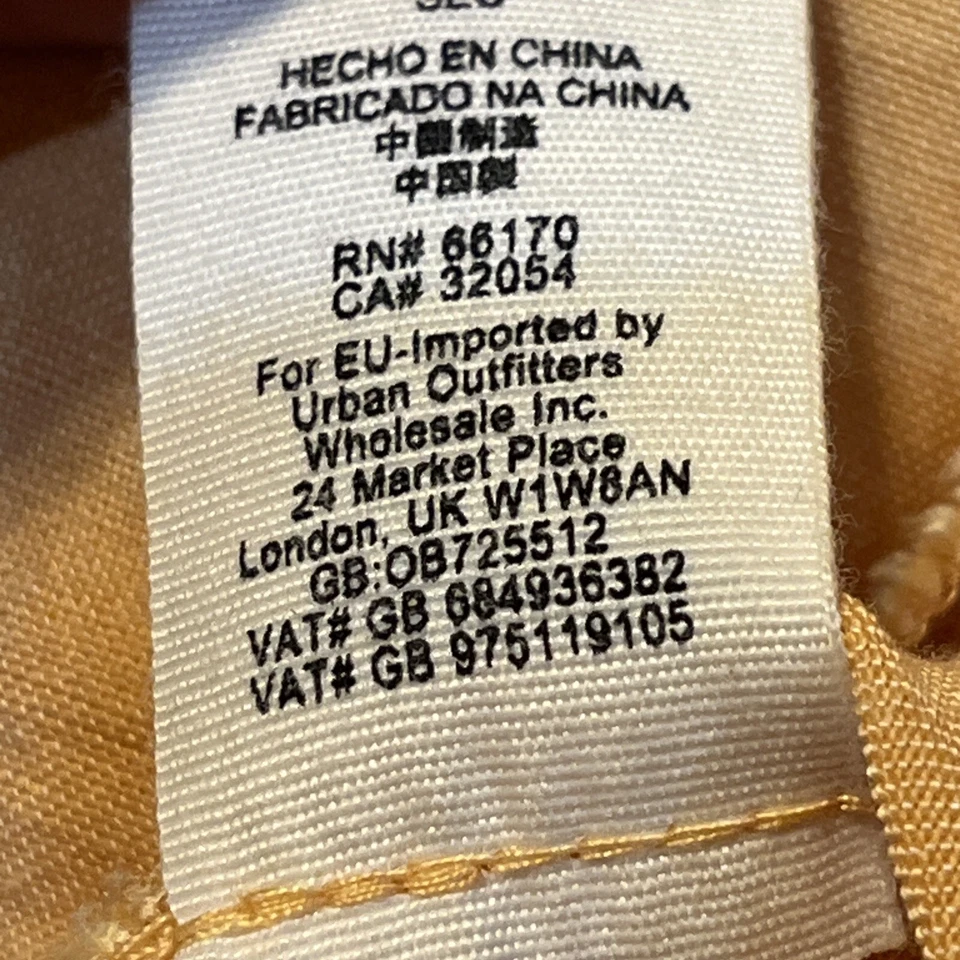 HECHO EN CHINA
FABRICADO NA CHINA
中國制造
中国製
RN# 66170
CA# 32054
For EU-Imported by
Urban Outfitters
Wholesale Inc.
24 Market Place
London, UK W1W8AN
GB:OB725512
VAT# GB 684936382
VAT# GB 975119105